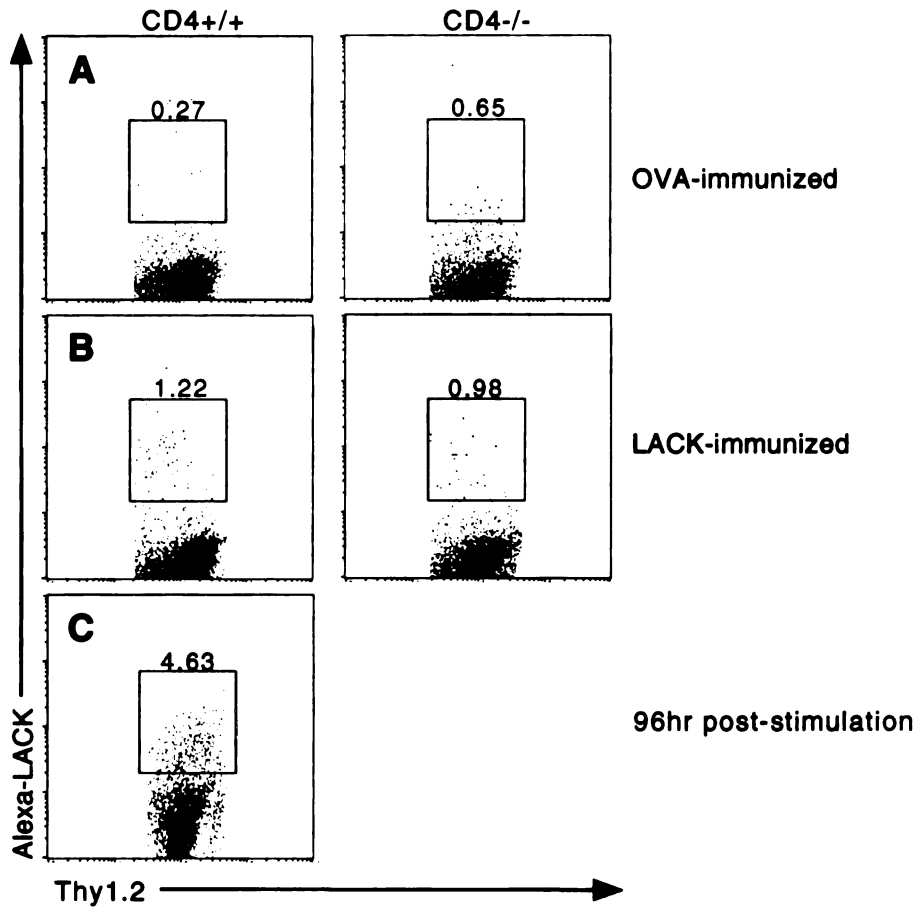 CD4+/+ CD4-/-
A
0.27 0.65
OVA-immunized
B
1.22 0.98
LACK-immunized
C
4.63
96hr post-stimulation
Alexa-LACK
Thy1.2